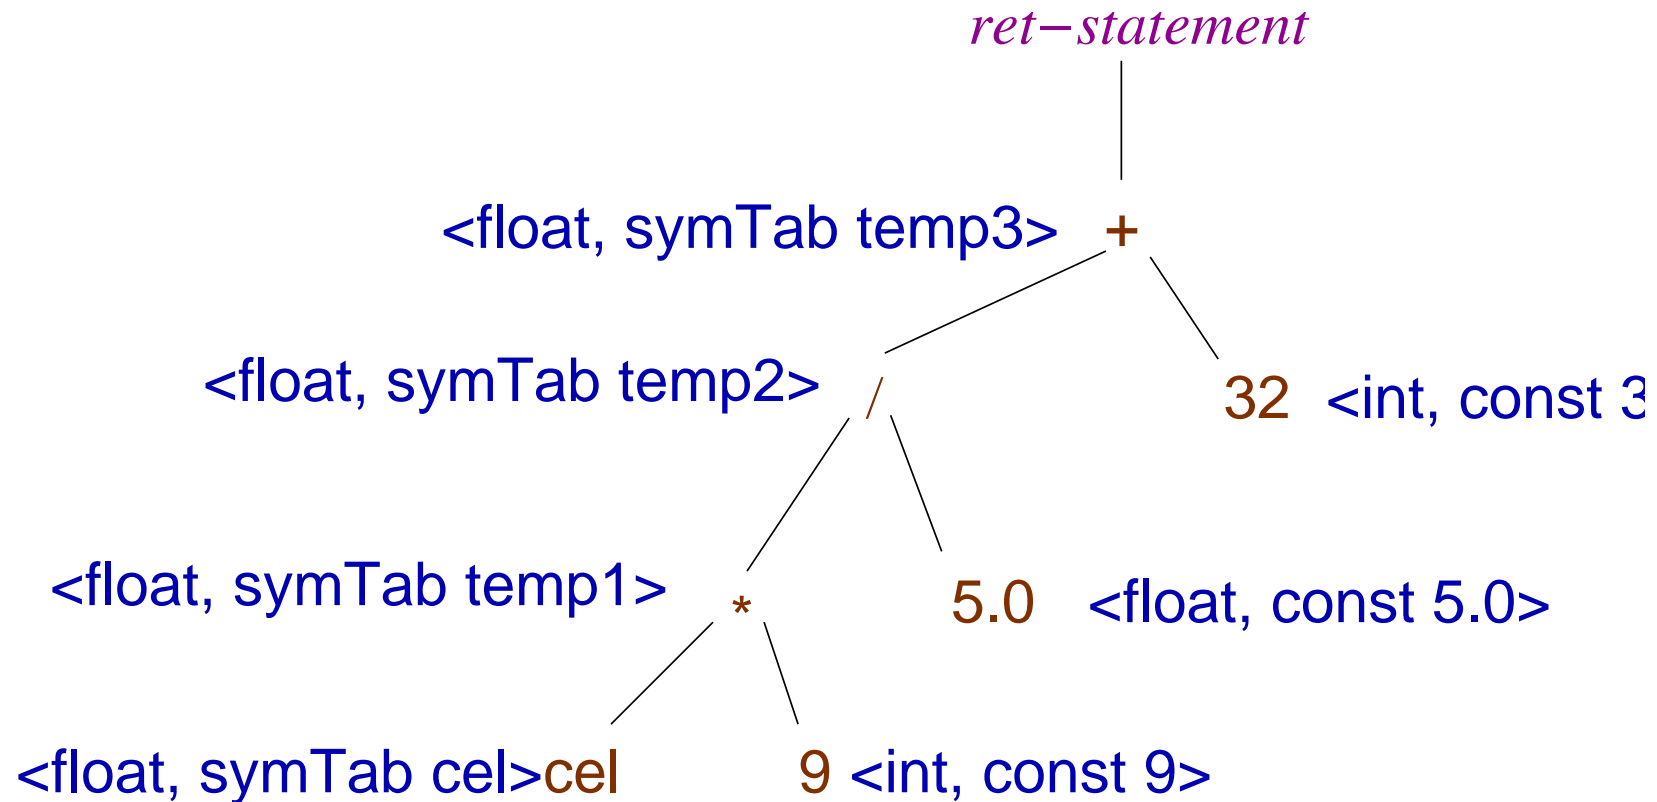 ret−statement
<float, symTab temp3> +
<float, symTab temp2> /
32 <int, const 3
<float, symTab temp1> *
5.0 <float, const 5.0>
<float, symTab cel>cel 9 <int, const 9>